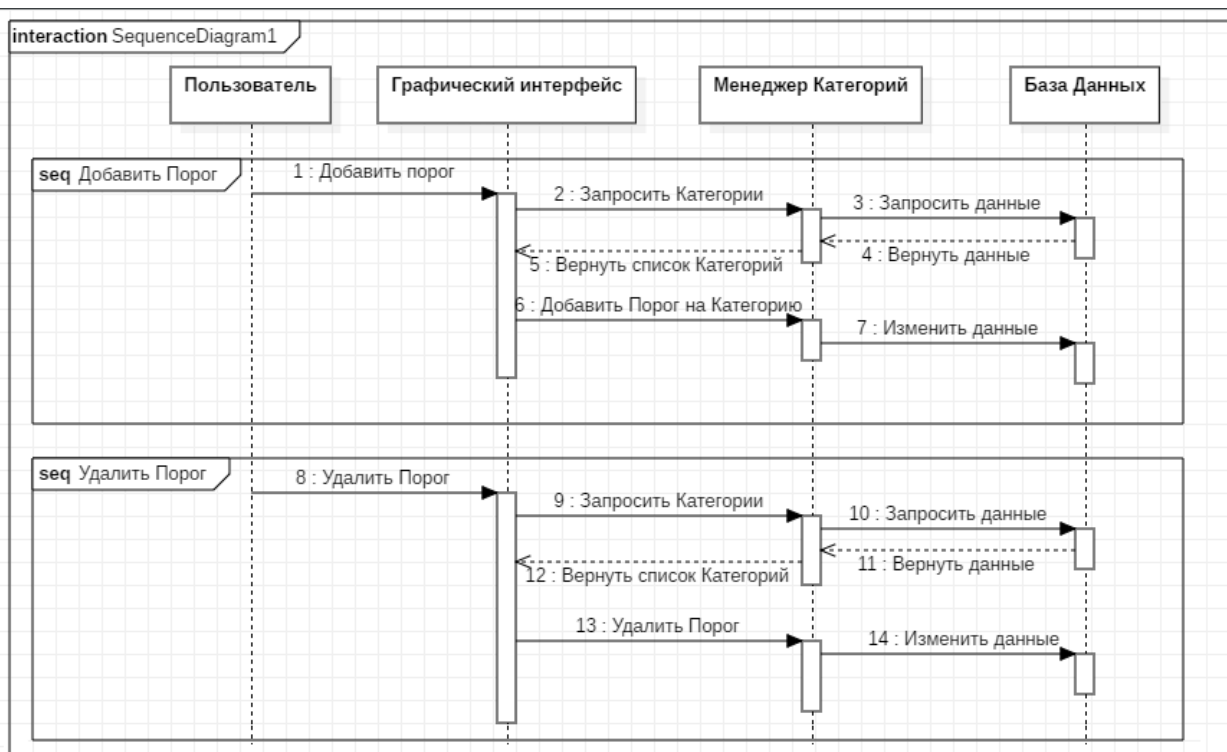 interaction SequenceDiagram1
Пользователь
Графический интерфейс
Менеджер Категорий
База Данных
seq Добавить Порог
1 : Добавить порог
2 : Запросить Категории
3 : Запросить данные
4 : Вернуть данные
5 : Вернуть список Категорий
6 : Добавить Порог на Категорию
7 : Изменить данные
seq Удалить Порог
8 : Удалить Порог
9 : Запросить Категории
10 : Запросить данные
11 : Вернуть данные
12 : Вернуть список Категорий
13 : Удалить Порог
14 : Изменить данные